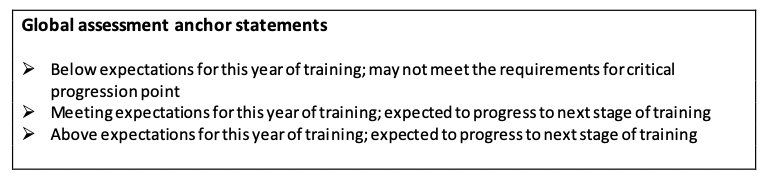 Global assessment anchor statements
➢ Below expectations for this year of training; may not meet the requirements for critical
progression point
➢ Meeting expectations for this year of training; expected to progress to next stage of training
➢ Above expectations for this year of training; expected to progress to next stage of training